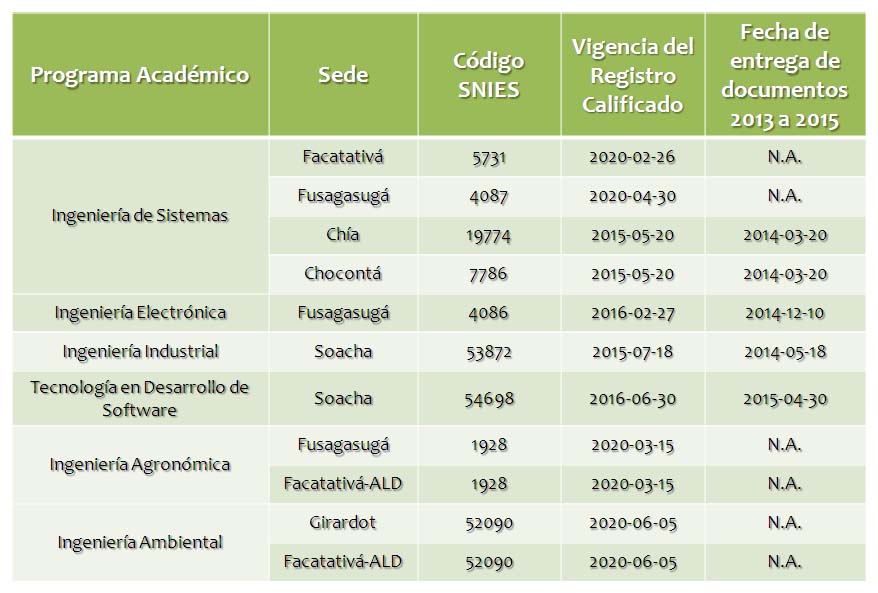 Programa Académico
Sede
Código
SNIES
Vigencia del
Registro
Calificado
Fecha de
entrega de
documentos
2013 a 2015
Ingeniería de Sistemas
Facatativá 5731 2020-02-26 N.A.
Fusagasugá 4087 2020-04-30 N.A.
Chía 19774 2015-05-20 2014-03-20
Chocontá 7786 2015-05-20 2014-03-20
Ingeniería Electrónica Fusagasugá 4086 2016-02-27 2014-12-10
Ingeniería Industrial Soacha 53872 2015-07-18 2014-05-18
Tecnología en Desarrollo de
Software
Soacha 54698 2016-06-30 2015-04-30
Ingeniería Agronómica
Fusagasugá 1928 2020-03-15 N.A.
Facatativá-ALD 1928 2020-03-15 N.A.
Ingeniería Ambiental
Girardot 52090 2020-06-05 N.A.
Facatativá-ALD 52090 2020-06-05 N.A.